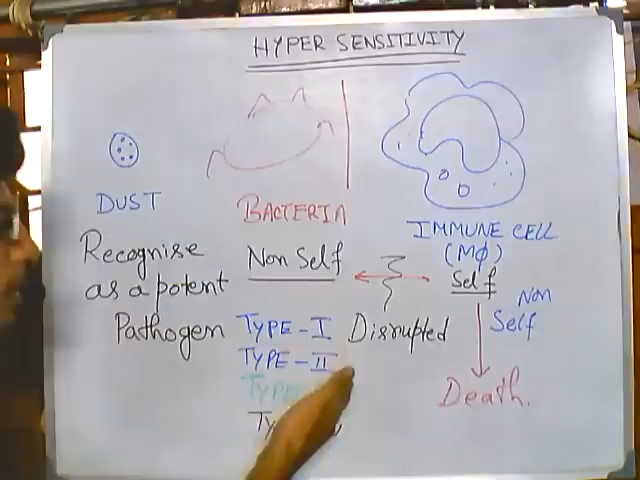 HYPER SENSITIVITY
DUST
BACTERIA
IMMUNE CELL
(MΦ)
Recognise
as a potent
Pathogen
Non Self
Self
Non
Self
Disrupted
Death.
TYPE-I
TYPE-II
TYPE